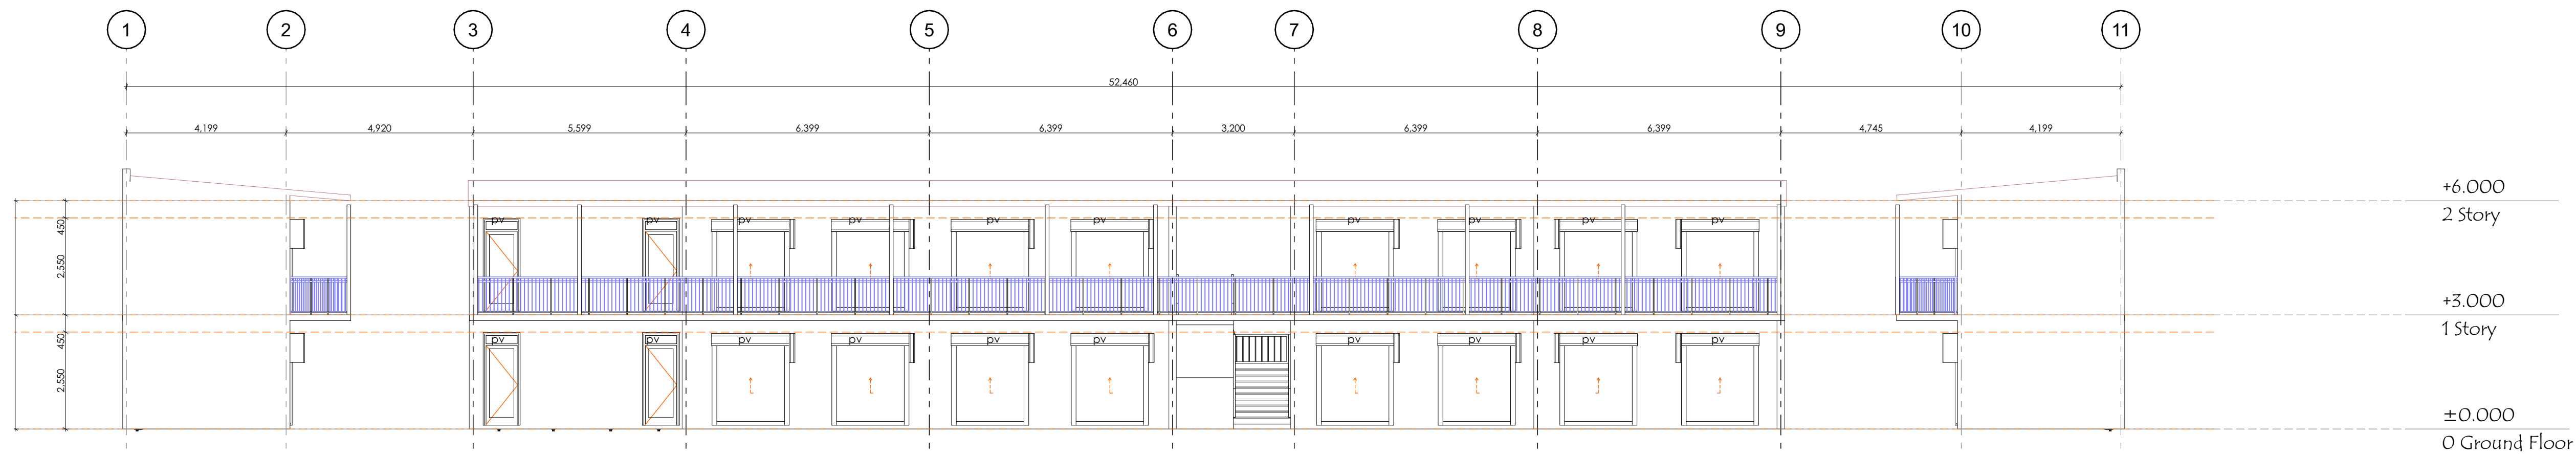 1 2 3 4 5 6 7 8 9 10 11
52,460
4,199 4,920 5,599 6,399 6,399 3,200 6,399 6,399 4,745 4,199
+6.000
2 Story
450
pv pv pv pv pv pv pv pv pv pv
2,550
+3.000
1 Story
450
pv pv pv pv pv pv pv pv pv pv
2,550
±0.000
0 Ground Floor